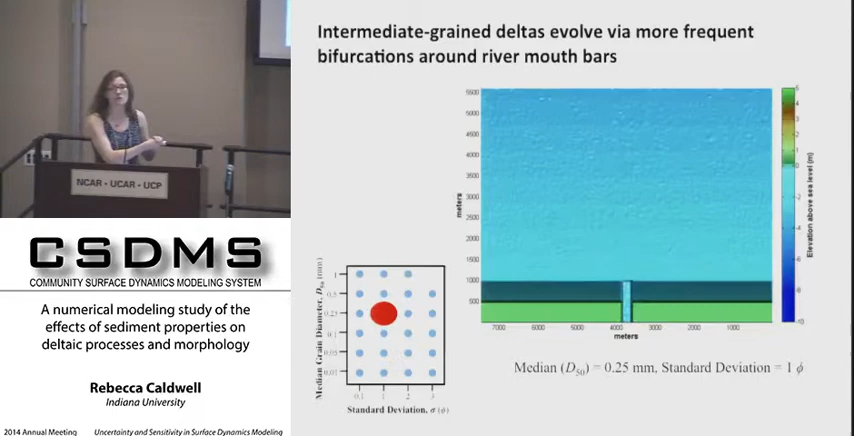 Intermediate-grained deltas evolve via more frequent
bifurcations around river mouth bars
NCAR • UCAR • UCP
CSDMS
COMMUNITY SURFACE DYNAMICS MODELING SYSTEM
A numerical modeling study of the
effects of sediment properties on
deltaic processes and morphology
Rebecca Caldwell
Indiana University
2014 Annual Meeting
Uncertainty and Sensitivity in Surface Dynamics Modeling
Median Grain Diameter, D50 (mm)
1
0.5
0.25
0.1
0.05
0.01
0.1 1 2 3
Standard Deviation, σ (ϕ)
meters
5500
5000
4500
4000
3500
3000
2500
2000
1500
1000
500
7000 6000 5000 4000 3000 2000 1000
meters
Elevation above sea level (m)
Median (D50) = 0.25 mm, Standard Deviation = 1 ϕ